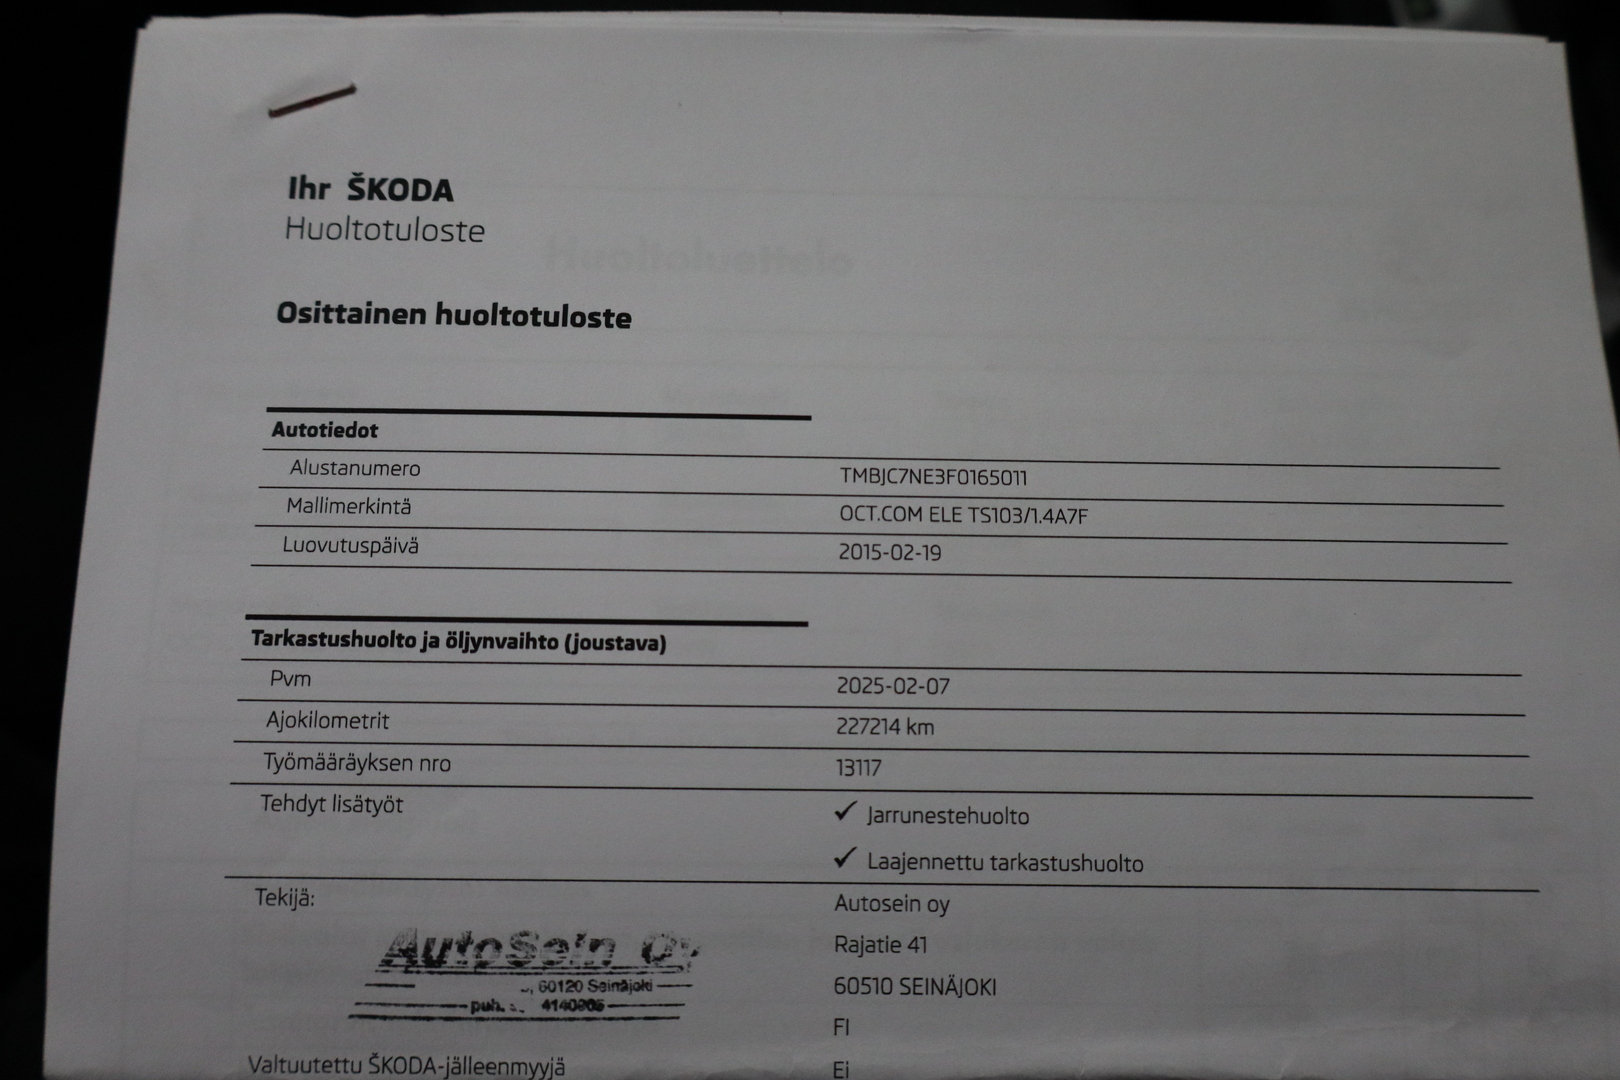 Ihr ŠKODA
Huoltotuloste
Huoltoluettelo
Osittainen huoltotuloste
Autotiedot
Alustanumero TMBJC7NE3F0165011
Mallimerkintä OCT.COM ELE TS103/1.4A7F
Luovutuspäivä 2015-02-19
Tarkastushuolto ja öljynvaihto (joustava)
Pvm 2025-02-07
Ajokilometrit 227214 km
Työmääräyksen nro 13117
Tehdyt lisätyöt ✓ Jarrunestehuolto
✓ Laajennettu tarkastushuolto
Tekijä: Autosein oy
Rajatie 41
60510 SEINÄJOKI
FI
AutoSein Oy
, 60120 Seinäjoki
puh.
Valtuutettu ŠKODA-jälleenmyyjä Ei